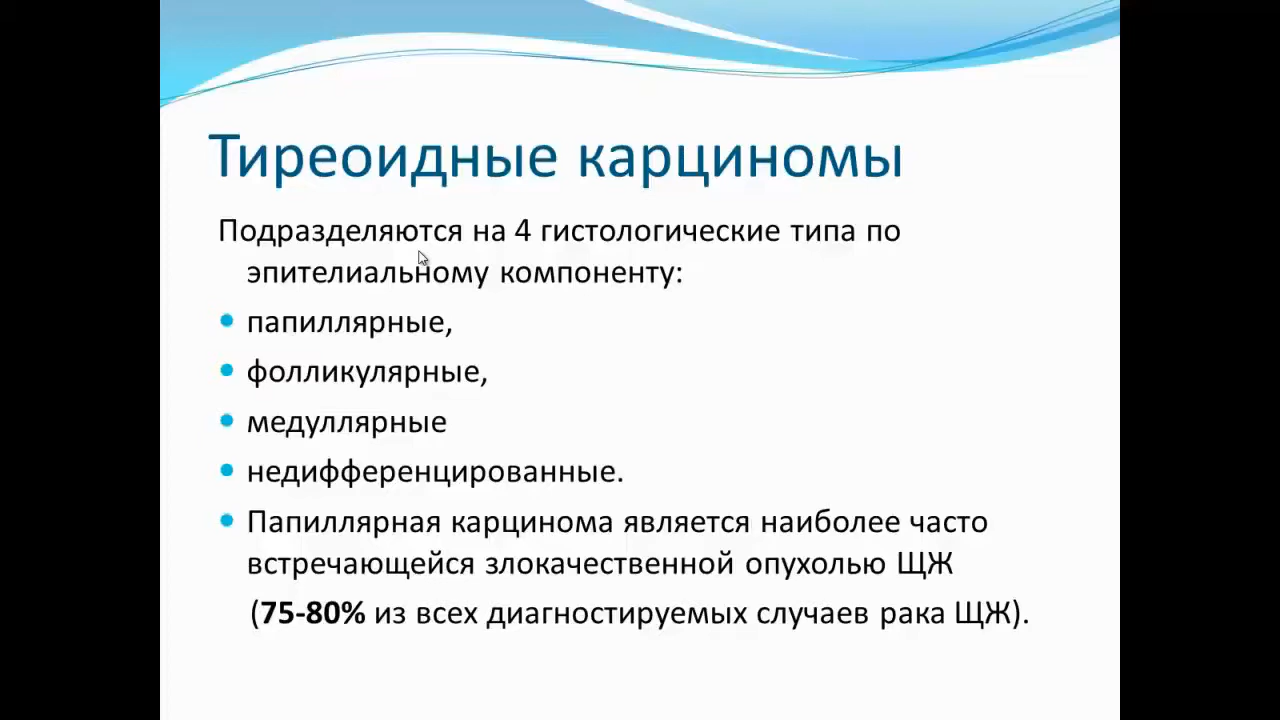 Тиреоидные карциномы
Подразделяются на 4 гистологические типа по
эпителиальному компоненту:
папиллярные,
фолликулярные,
медуллярные
недифференцированные.
Папиллярная карцинома является наиболее часто
встречающейся злокачественной опухолью ЩЖ
(75-80% из всех диагностируемых случаев рака ЩЖ).